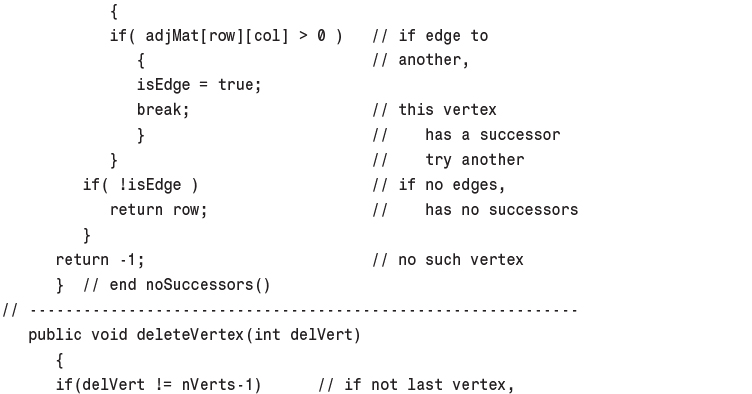 {
            if( adjMat[row][col] > 0 )   // if edge to
               {                         // another,
               isEdge = true;
               break;                    // this vertex
               }                         //    has a successor
            }                            //    try another
         if( !isEdge )                   // if no edges,
            return row;                  //    has no successors
         }
      return -1;                         // no such vertex
      }  // end noSuccessors()
// -------------------------------------------------------------
   public void deleteVertex(int delVert)
      {
      if(delVert != nVerts-1)      // if not last vertex,